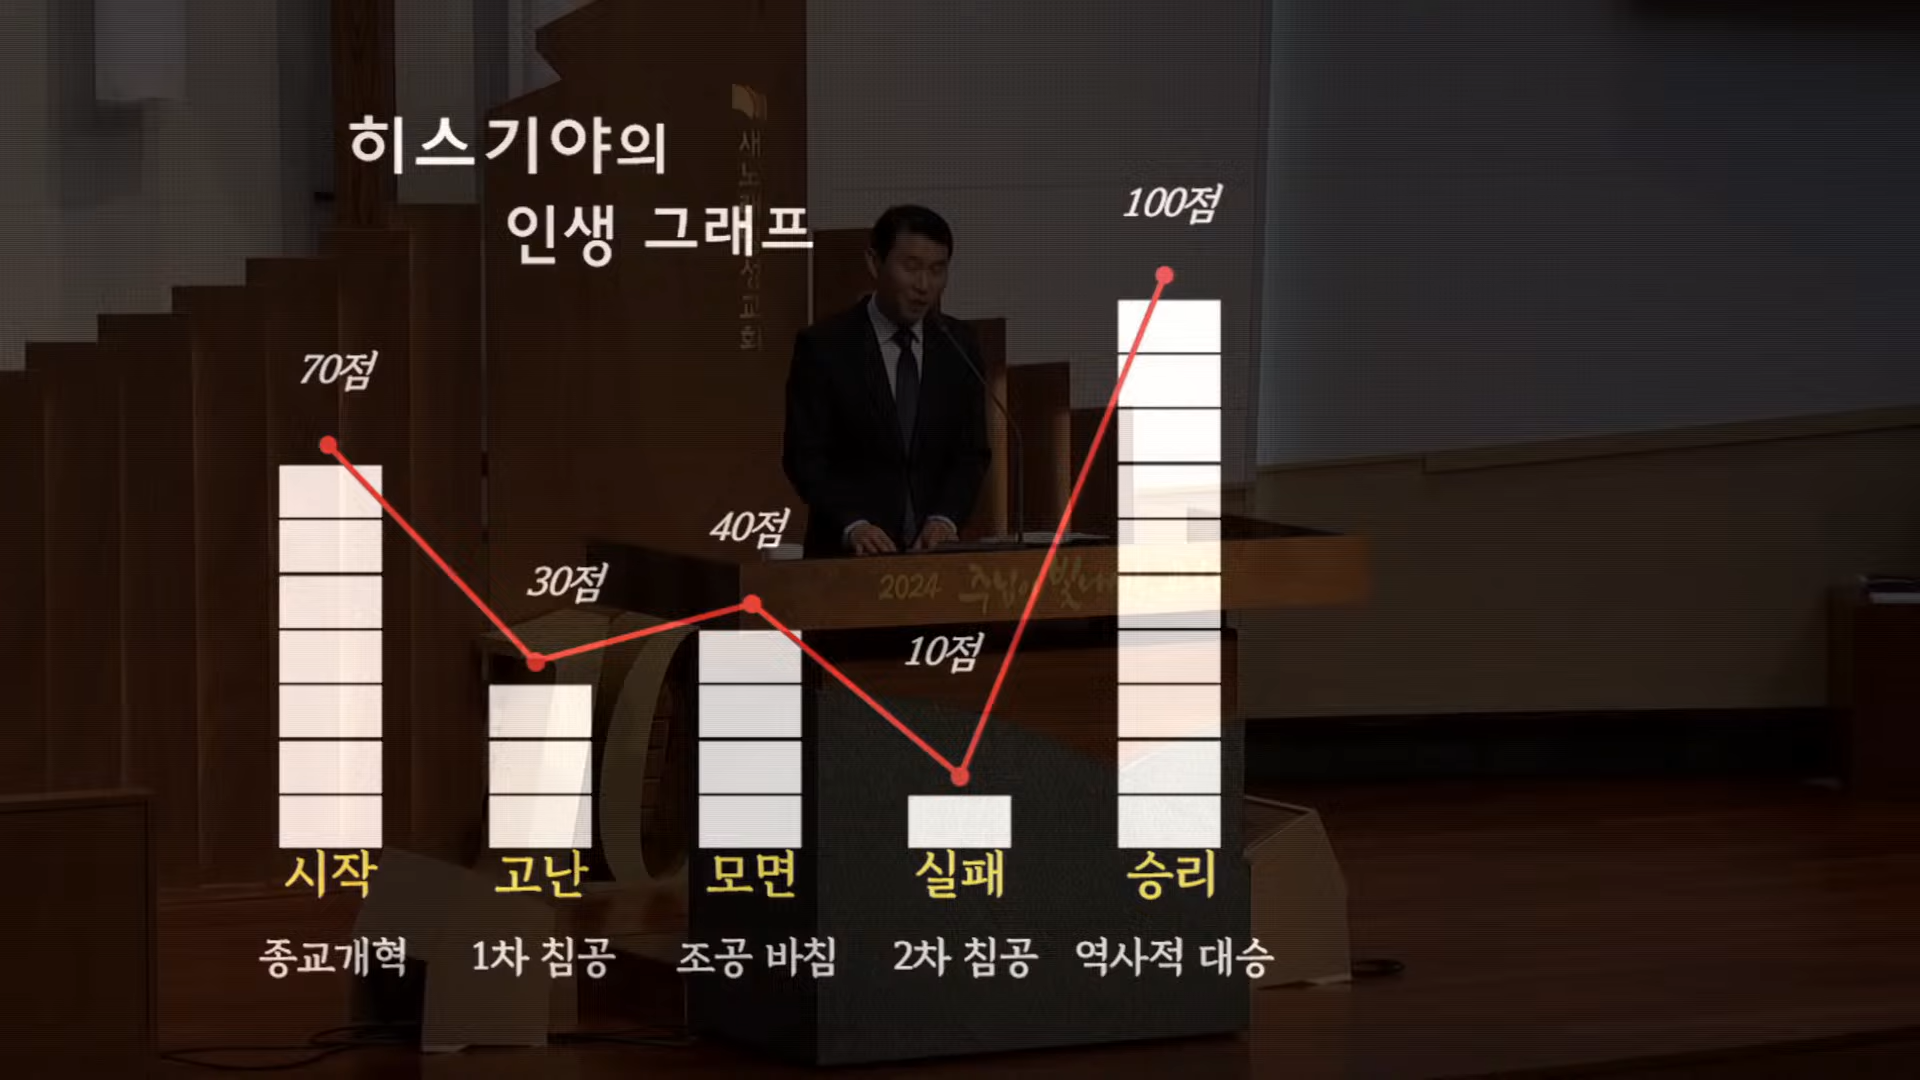 히스기야의
인생 그래프
70점
30점
40점
10점
100점
시작
고난
모면
실패
승리
종교개혁
1차 침공
조공 바침
2차 침공
역사적 대승
2024